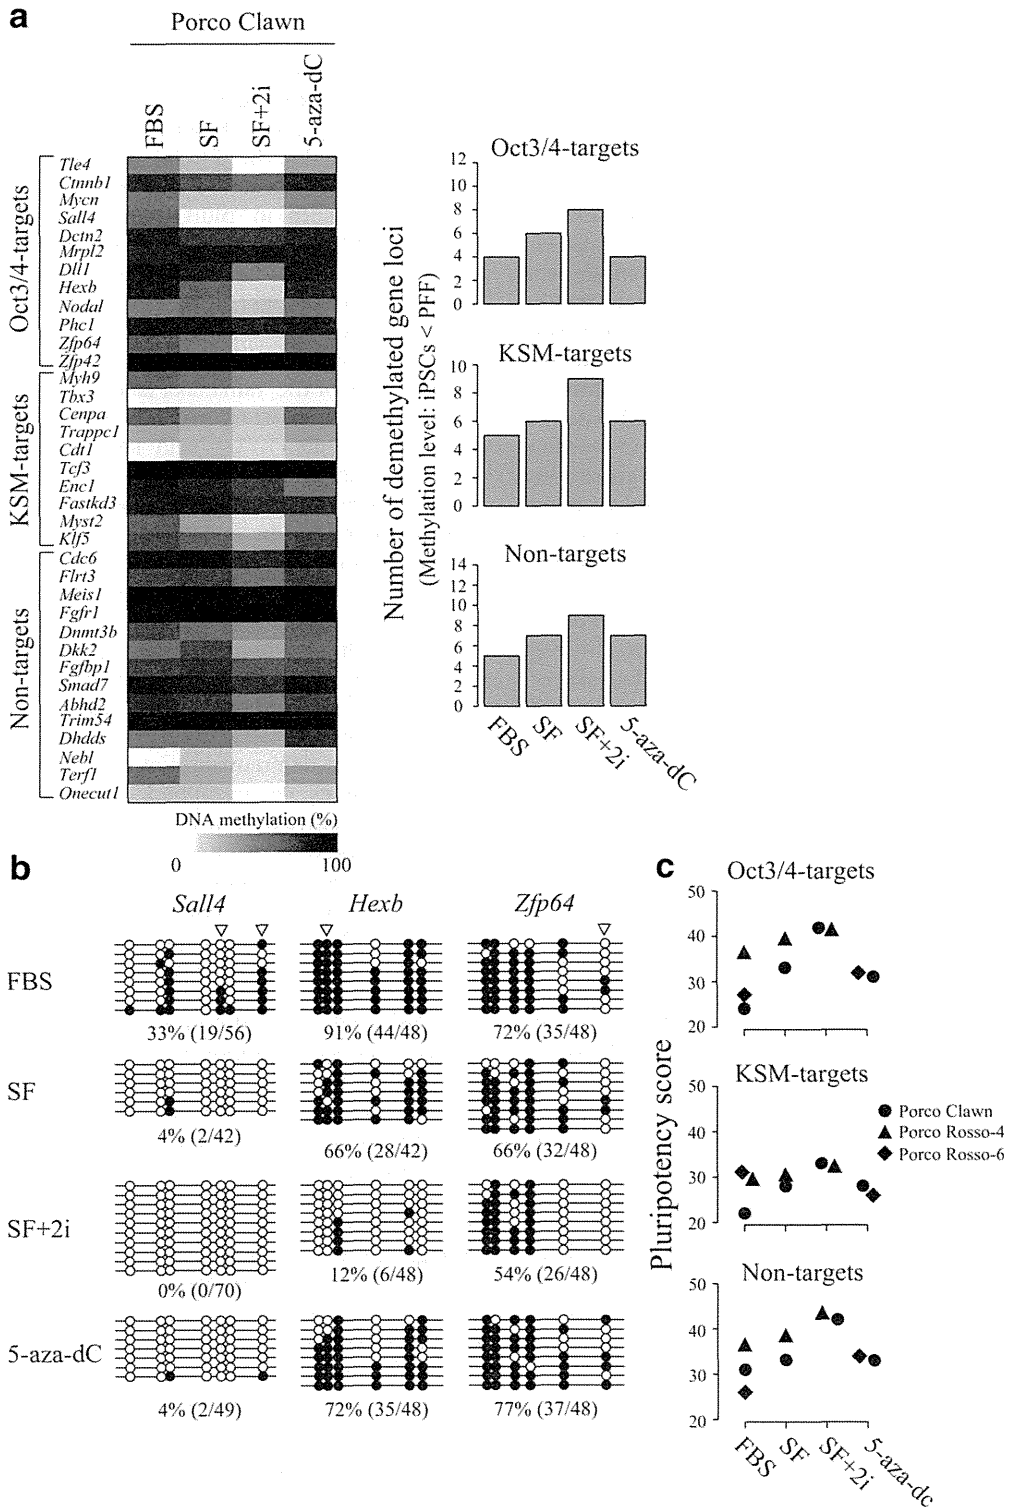 a
Porco Clawn
FBS
SF
SF+2i
5-aza-dC
Oct3/4-targets
Tle4
Ctnnb1
Mycn
Sall4
Dctn2
Mrpl2
Dll1
Hexb
Nodal
Phc1
Zfp64
Zfp42
KSM-targets
Myh9
Tbx3
Cenpa
Trappc1
Cdt1
Tcf3
Enc1
Fastkd3
Myst2
Klf5
Non-targets
Cdc6
Flrt3
Meis1
Fgfr1
Dnmt3b
Dkk2
Fgfbp1
Smad7
Abhd2
Trim54
Dhdds
Nebl
Terf1
Onecut1
DNA methylation (%)
0 100
Number of demethylated gene loci
(Methylation level: iPSCs < PFF)
Oct3/4-targets
12
10
8
6
4
2
0
KSM-targets
10
8
6
4
2
0
Non-targets
14
12
10
8
6
4
2
0
FBS
SF
SF+2i
5-aza-dC
b
Sall4 Hexb Zfp64
FBS
33% (19/56) 91% (44/48) 72% (35/48)
SF
4% (2/42) 66% (28/42) 66% (32/48)
SF+2i
0% (0/70) 12% (6/48) 54% (26/48)
5-aza-dC
4% (2/49) 72% (35/48) 77% (37/48)
c
Pluripotency score
Oct3/4-targets
50
40
30
20
KSM-targets
50
40
30
20
Porco Clawn
Porco Rosso-4
Porco Rosso-6
Non-targets
50
40
30
20
FBS
SF
SF+2i
5-aza-dc